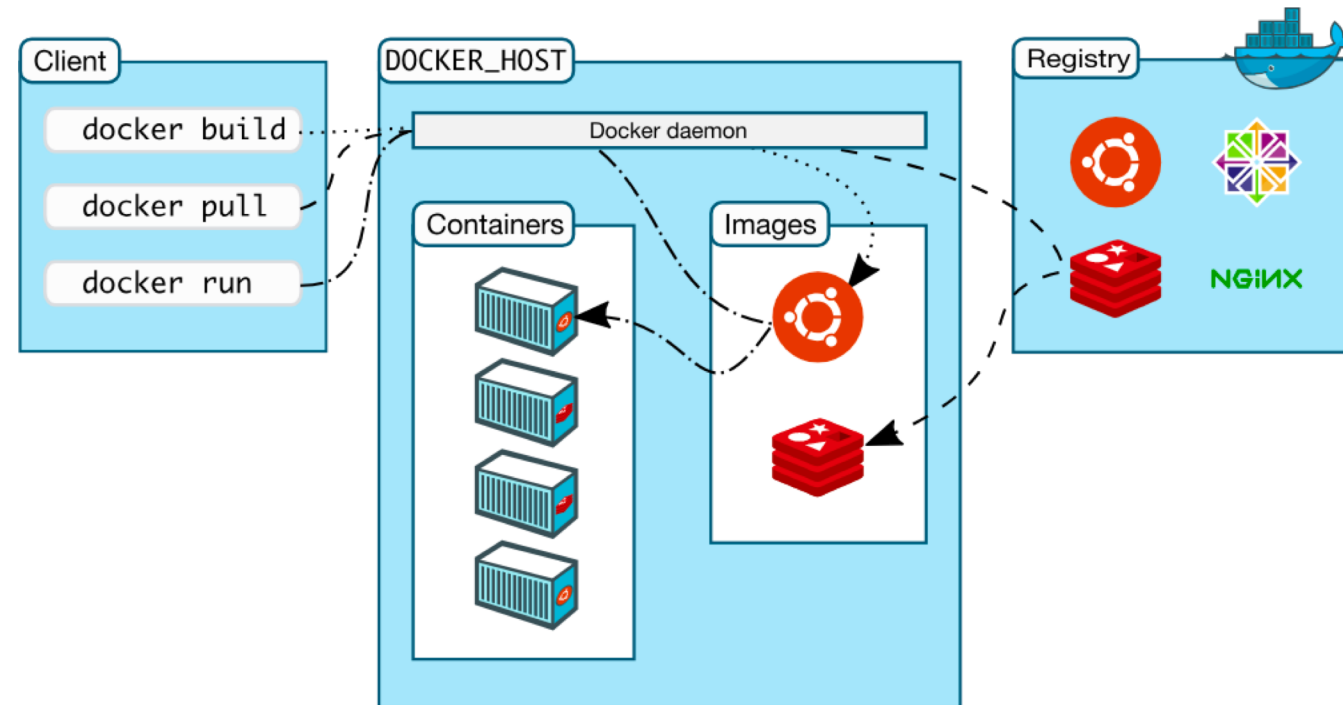 Client
docker build
docker pull
docker run
DOCKER_HOST
Docker daemon
Containers
Images
Registry
NGiNX